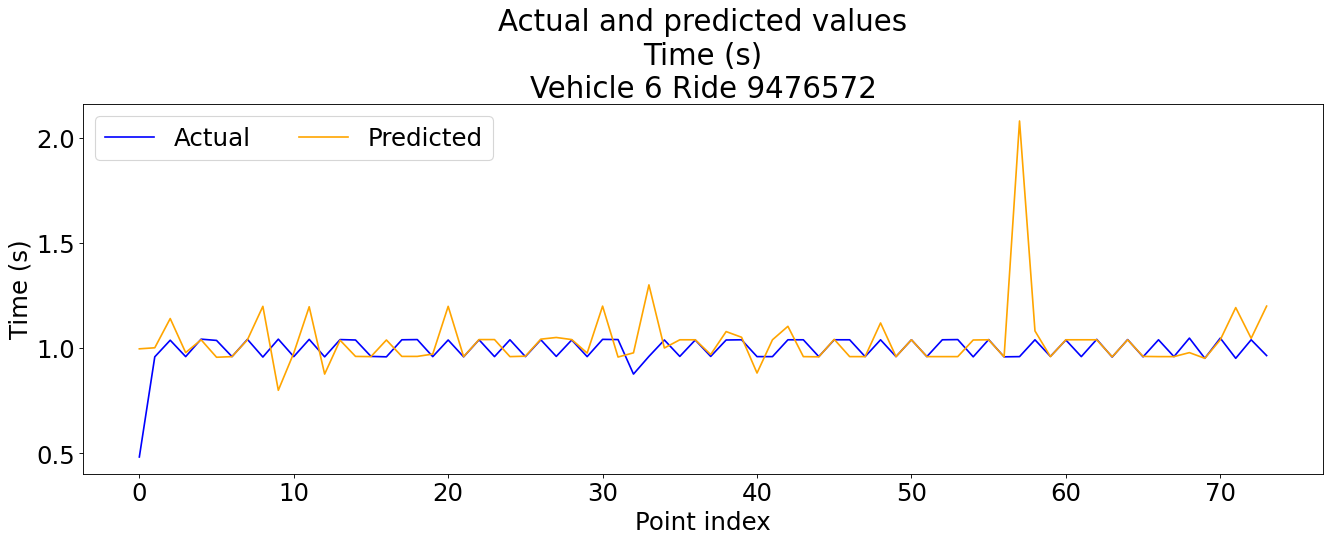 Actual and predicted values
Time (s)
Vehicle 6 Ride 9476572
Actual
Predicted
2.0
1.5
1.0
0.5
Time (s)
0 10 20 30 40 50 60 70
Point index